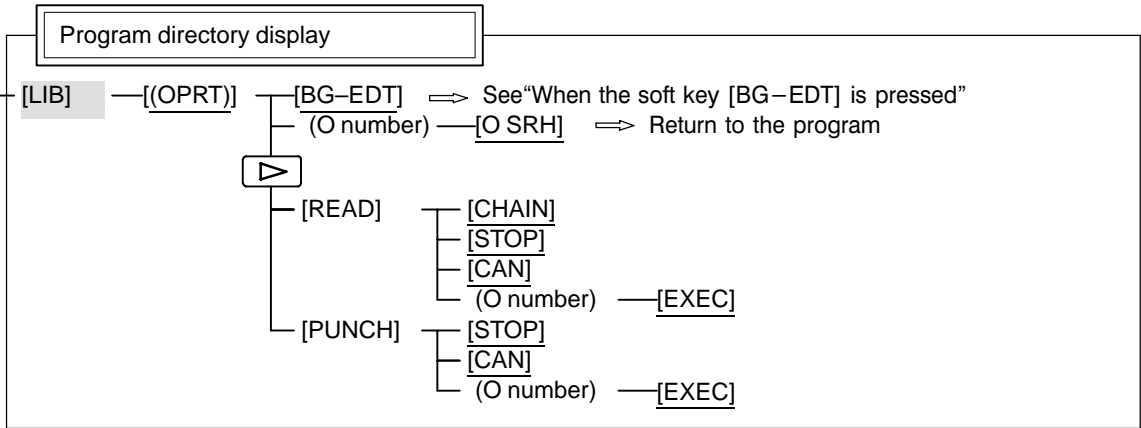 Program directory display
[LIB] [(OPRT)] [BG–EDT] See“When the soft key [BG–EDT] is pressed”
(O number) [O SRH] Return to the program
[READ] [CHAIN]
[STOP]
[CAN]
(O number) [EXEC]
[PUNCH] [STOP]
[CAN]
(O number) [EXEC]